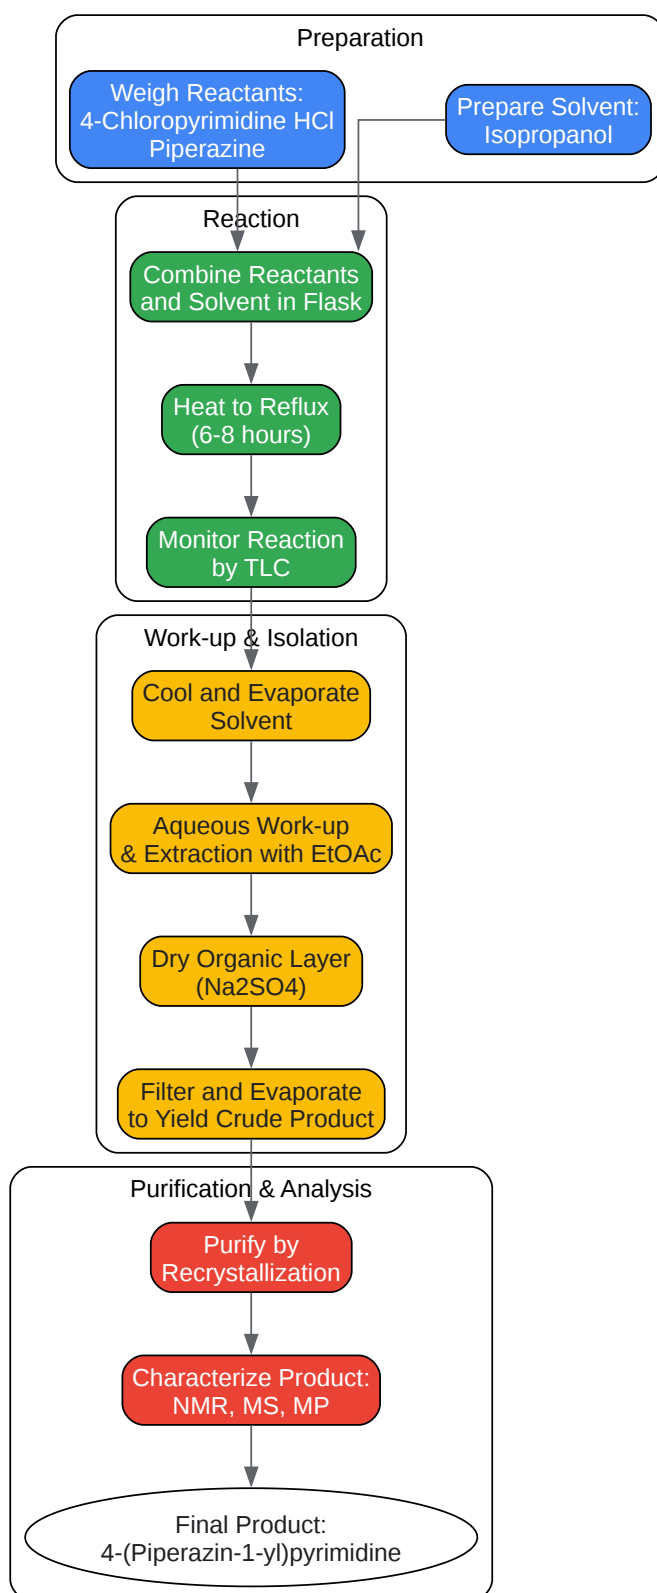 Preparation
Weigh Reactants:
4-Chloropyrimidine HCl
Piperazine
Prepare Solvent:
Isopropanol
Reaction
Combine Reactants
and Solvent in Flask
Heat to Reflux
(6-8 hours)
Monitor Reaction
by TLC
Work-up & Isolation
Cool and Evaporate
Solvent
Aqueous Work-up
& Extraction with EtOAc
Dry Organic Layer
(Na2SO4)
Filter and Evaporate
to Yield Crude Product
Purification & Analysis
Purify by
Recrystallization
Characterize Product:
NMR, MS, MP
Final Product:
4-(Piperazin-1-yl)pyrimidine